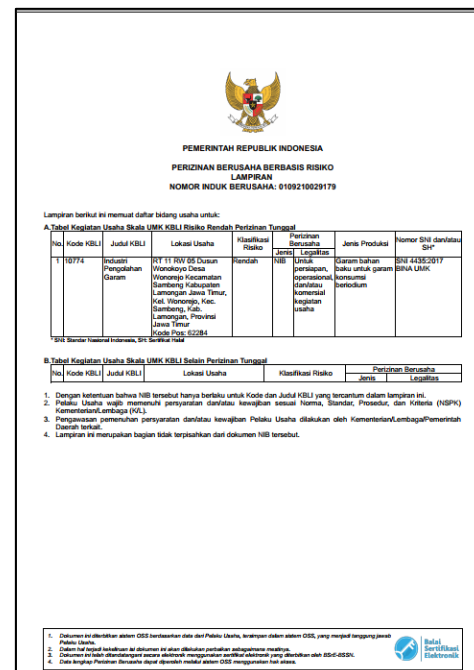 PEMERINTAH REPUBLIK INDONESIA
PERIZINAN BERUSAHA BERBASIS RISIKO
LAMPIRAN
NOMOR INDUK BERUSAHA: 0109210029179
Lampiran berikut ini memuat daftar bidang usaha untuk:
A.Tabel Kegiatan Usaha Skala UMK KBLI Risiko Rendah Perizinan Tunggal
No. Kode KBLI Judul KBLI Lokasi Usaha Klasifikasi Risiko Perizinan Berusaha Jenis Legalitas Jenis Produksi Nomor SNI dan/atau SH*
1 10774 Industri Pengolahan Garam RT 11 RW 05 Dusun Wonokoyo Desa Wonorejo Kecamatan Sambeng Kabupaten Lamongan Jawa Timur, Kel. Wonorejo, Kec. Sambeng, Kab. Lamongan, Provinsi Jawa Timur Kode Pos: 62284 Rendah NIB Untuk persiapan, operasional, dan/atau komersial kegiatan usaha Garam bahan baku untuk garam konsumsi beriodium SNI 4435:2017 BINA UMK
* SNI: Standar Nasional Indonesia, SH: Sertifikat Halal
B.Tabel Kegiatan Usaha Skala UMK KBLI Selain Perizinan Tunggal
No. Kode KBLI Judul KBLI Lokasi Usaha Klasifikasi Risiko Perizinan Berusaha Jenis Legalitas
1. Dengan ketentuan bahwa NIB tersebut hanya berlaku untuk Kode dan Judul KBLI yang tercantum dalam lampiran ini.
2. Pelaku Usaha wajib memenuhi persyaratan dan/atau kewajiban sesuai Norma, Standar, Prosedur, dan Kriteria (NSPK)
Kementerian/Lembaga (K/L).
3. Pengawasan pemenuhan persyaratan dan/atau kewajiban Pelaku Usaha dilakukan oleh Kementerian/Lembaga/Pemerintah
Daerah terkait.
4. Lampiran ini merupakan bagian tidak terpisahkan dari dokumen NIB tersebut.
1. Dokumen ini diterbitkan sistem OSS berdasarkan data dari Pelaku Usaha, tersimpan dalam sistem OSS, yang menjadi tanggung jawab
Pelaku Usaha.
2. Dalam hal terjadi kekeliruan isi dokumen ini akan dilakukan perbaikan sebagaimana mestinya.
3. Dokumen ini telah ditandatangani secara elektronik menggunakan sertifikat elektronik yang diterbitkan oleh BSrE-BSSN.
4. Data lengkap Perizinan Berusaha dapat diperoleh melalui sistem OSS menggunakan hak akses.
Balai
Sertifikasi
Elektronik